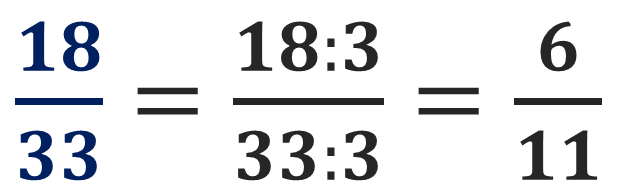 18/33 = 18:3/33:3 = 6/11